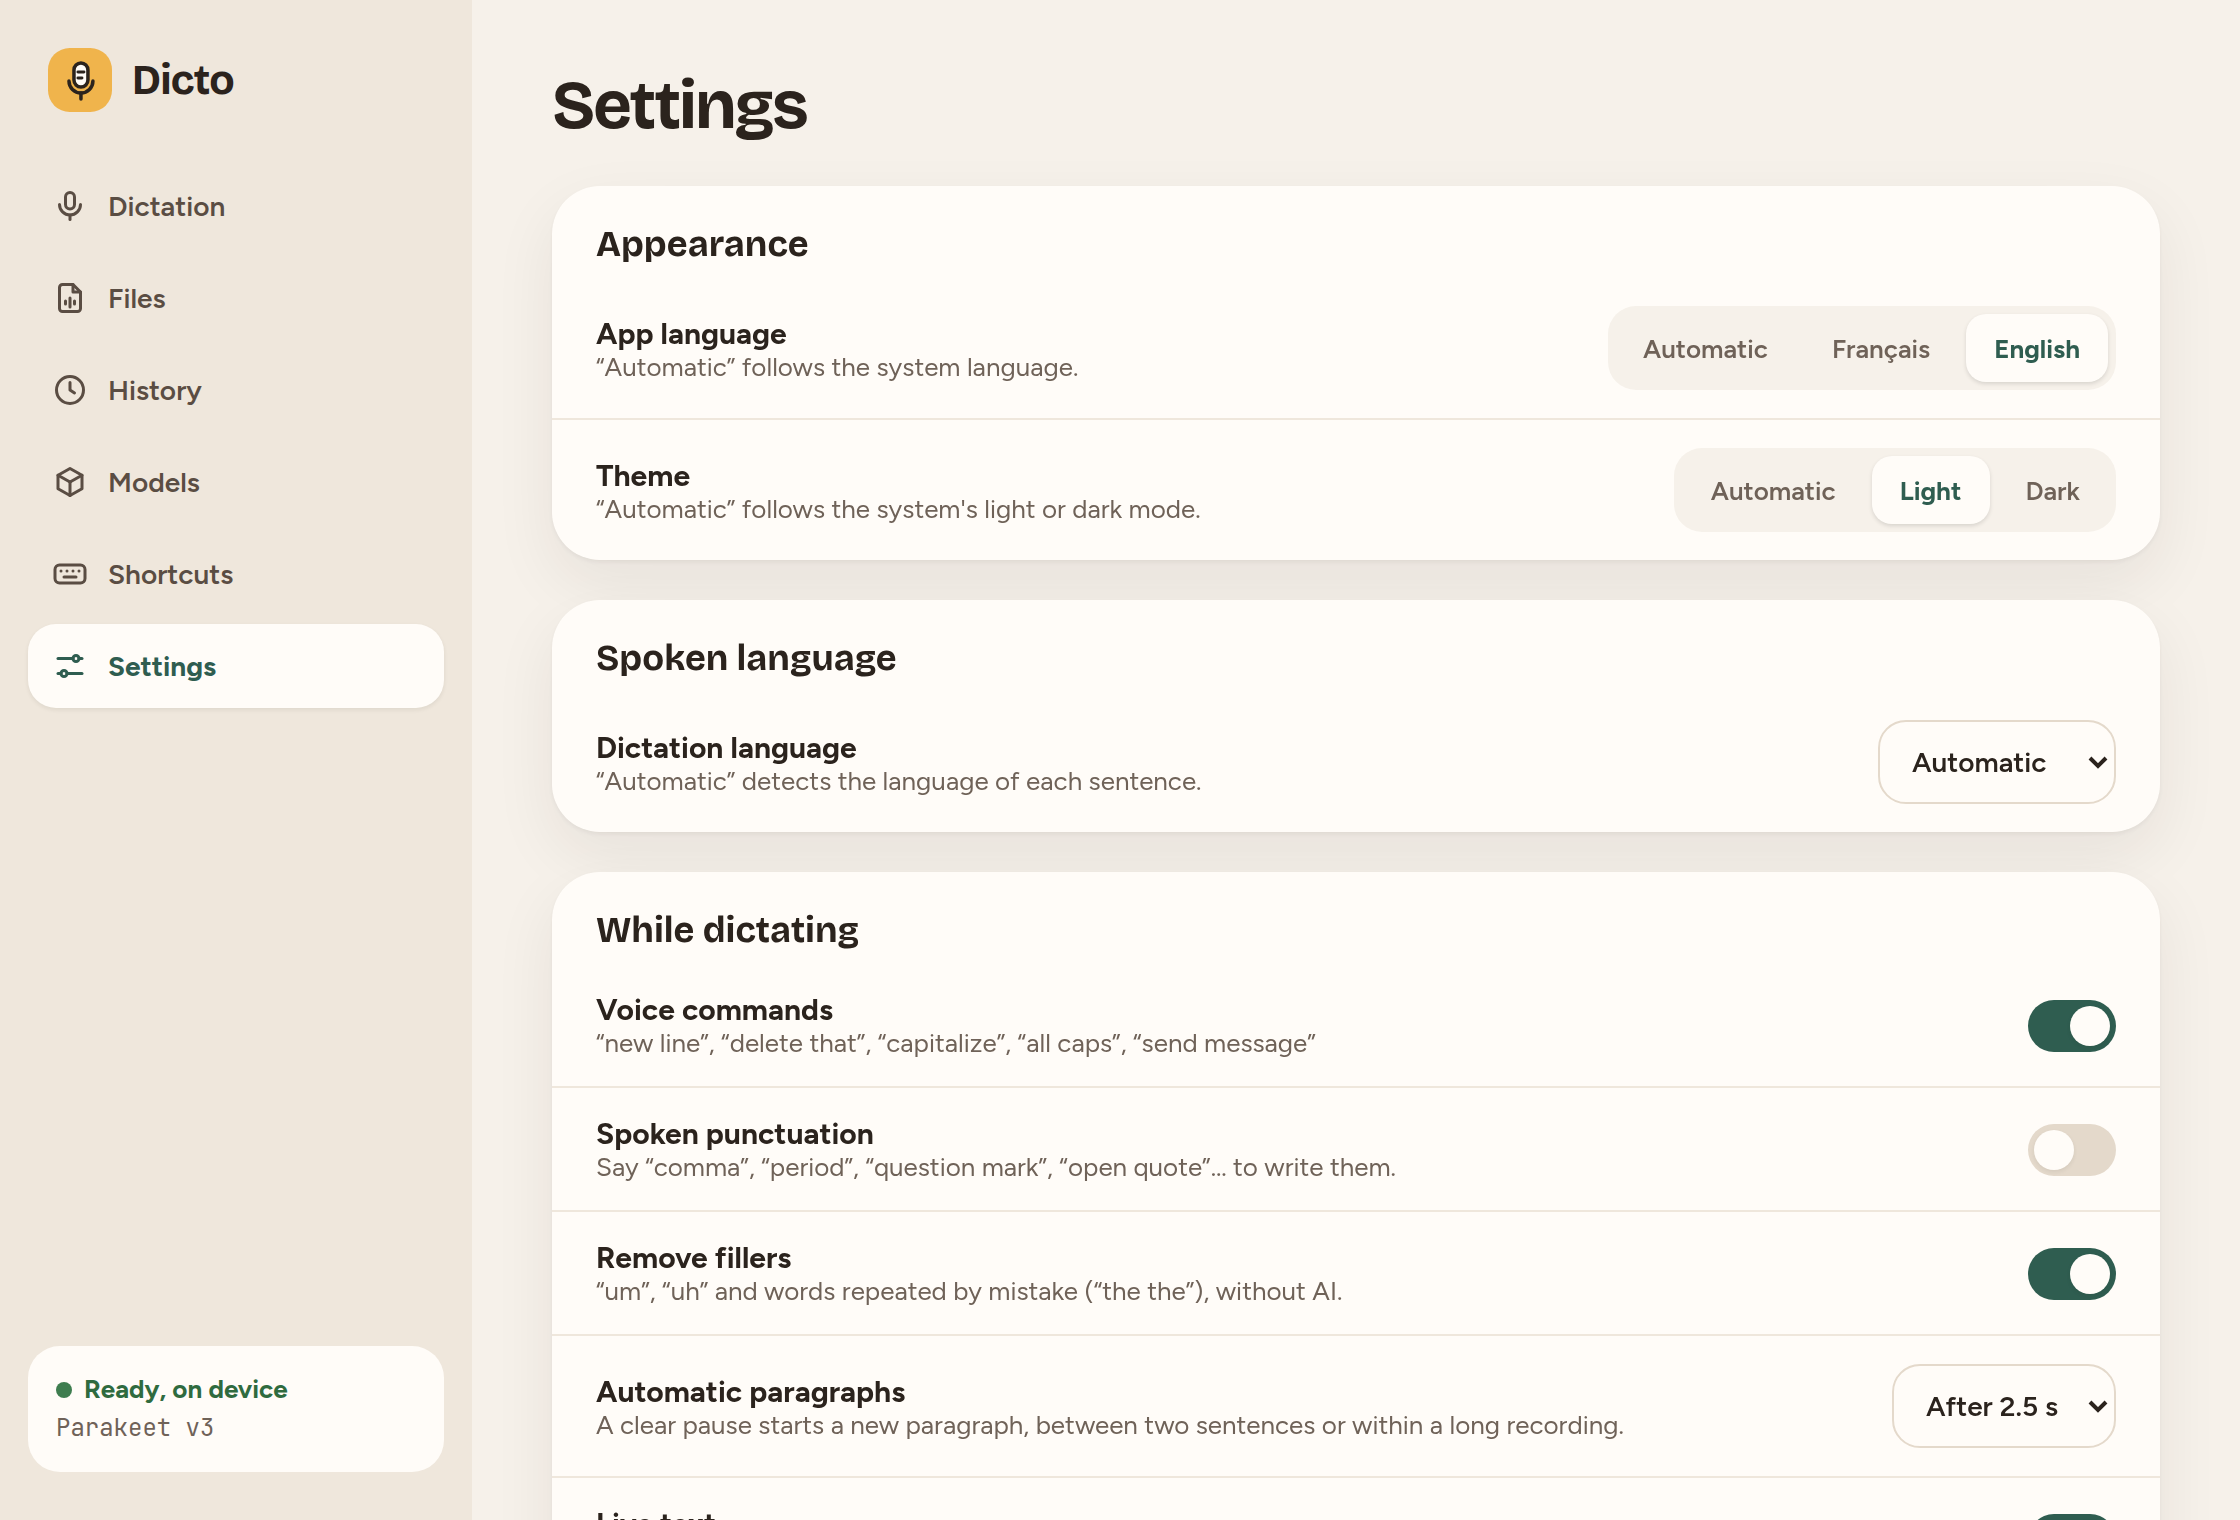 Dicto
Dictation
Files
History
Models
Shortcuts
Settings
Ready, on device
Parakeet v3
Settings
Appearance
App language
“Automatic” follows the system language.
Automatic Français English
Theme
“Automatic” follows the system's light or dark mode.
Automatic Light Dark
Spoken language
Dictation language
“Automatic” detects the language of each sentence.
Automatic
While dictating
Voice commands
“new line”, “delete that”, “capitalize”, “all caps”, “send message”
Spoken punctuation
Say “comma”, “period”, “question mark”, “open quote”... to write them.
Remove fillers
“um”, “uh” and words repeated by mistake (“the the”), without AI.
Automatic paragraphs
A clear pause starts a new paragraph, between two sentences or within a long recording.
After 2.5 s
Live text